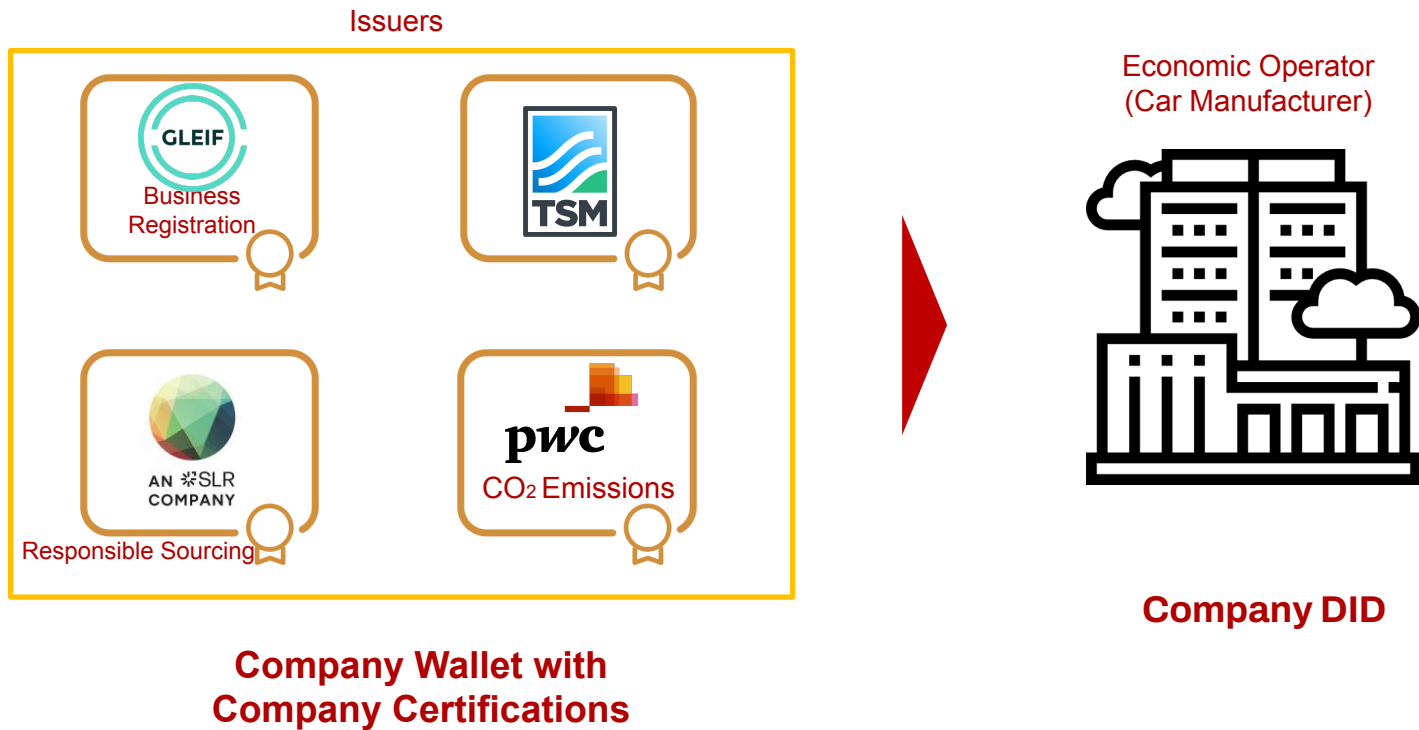 Issuers
GLEIF
Business
Registration
TSM
AN SLR
COMPANY
Responsible Sourcing
pwc
CO₂ Emissions
Company Wallet with
Company Certifications
Economic Operator
(Car Manufacturer)
Company DID